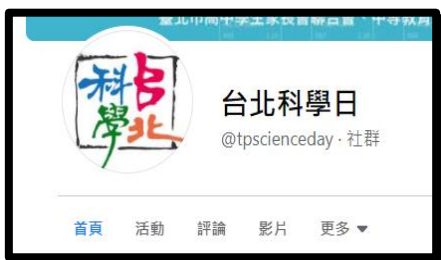 臺北市高中學生家長會聯合會、中等教育
科學
台北
台北科學日
@tpscienceday · 社群
首頁 活動 評論 影片 更多